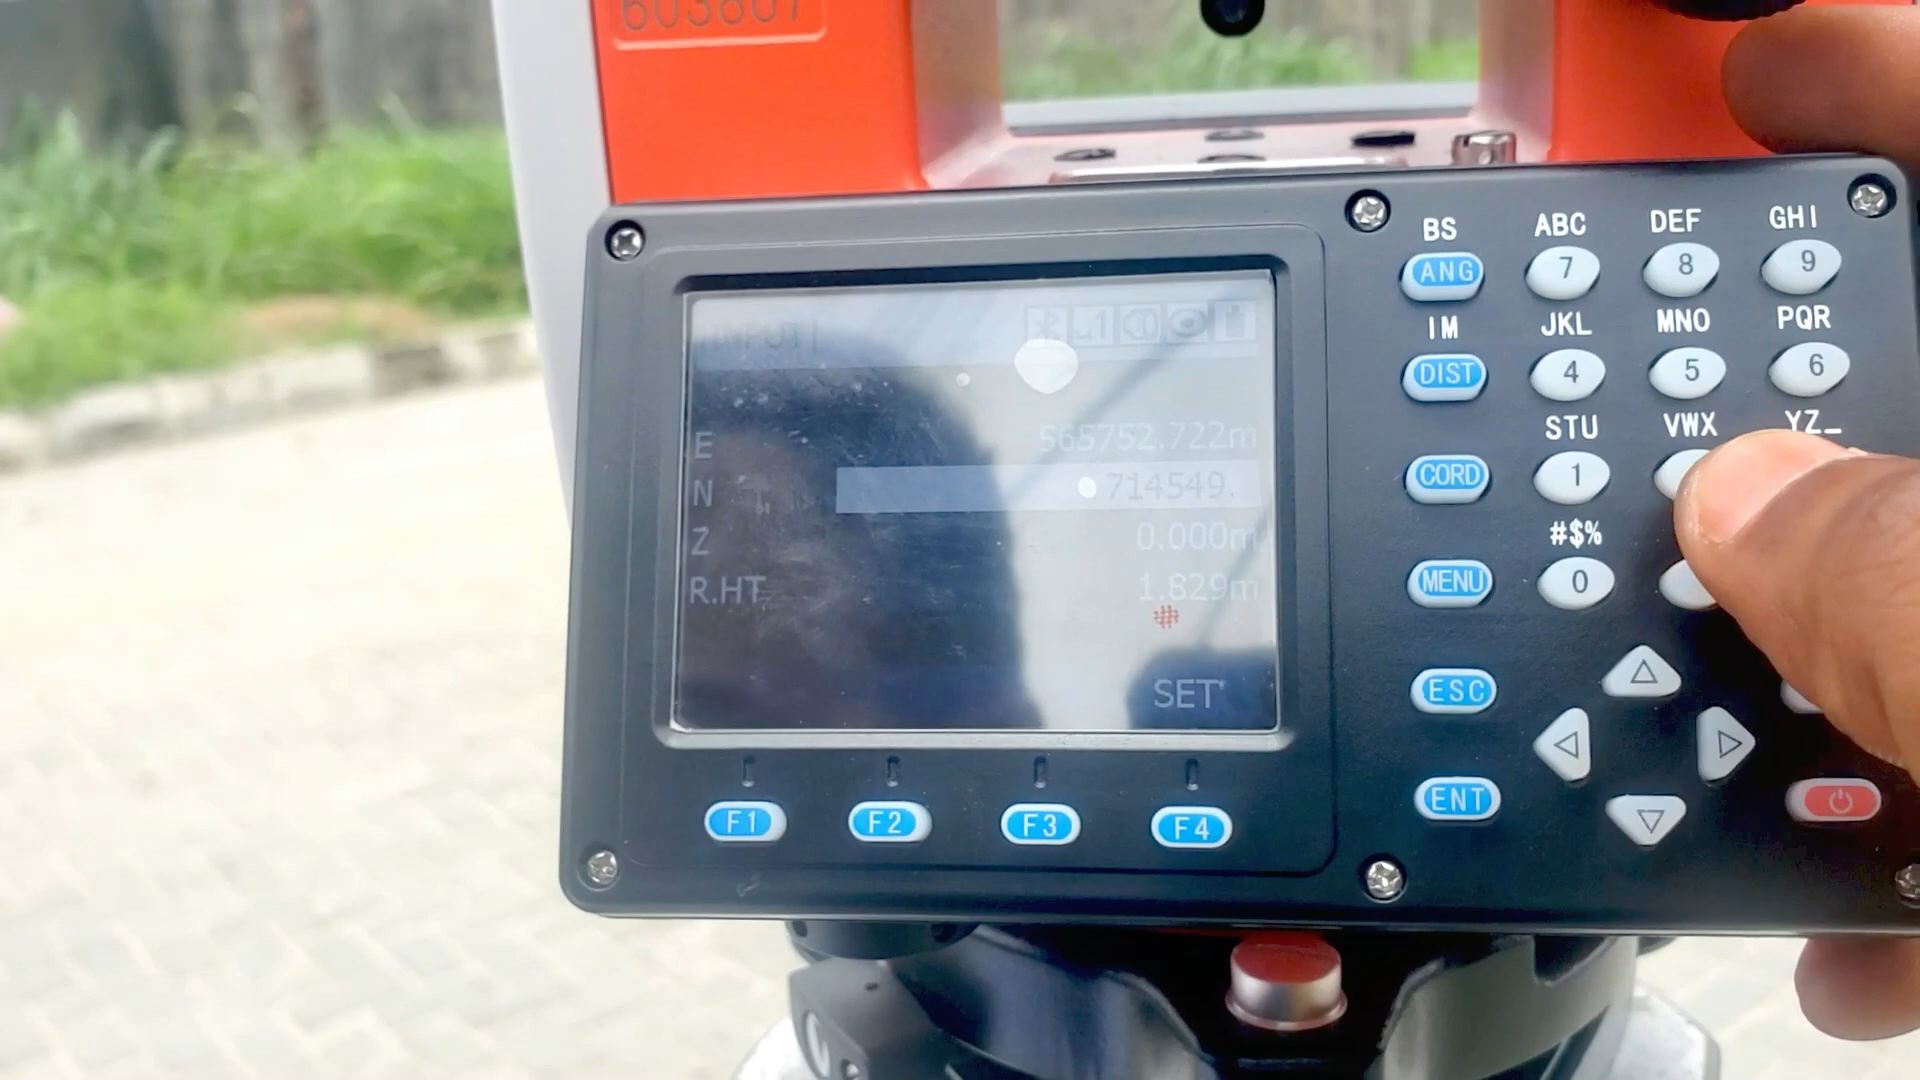 603867
INPUT
E 565752.722m
N 714549.
Z 0.000m
R.HT 1.829m
SET
F1 F2 F3 F4
BS ABC DEF GHI
ANG 7 8 9
IM JKL MNO PQR
DIST 4 5 6
STU VWX YZ_
CORD 1
#$%
MENU 0
ESC
ENT